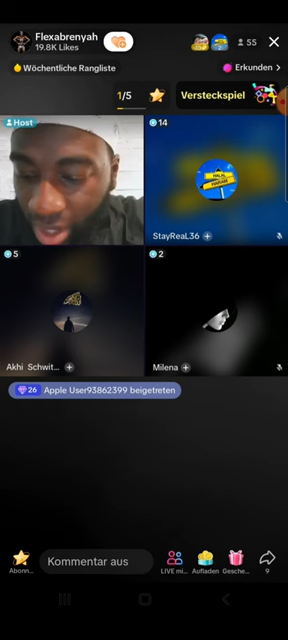 Flexabrenyah
19.8K Likes
55
Wöchentliche Rangliste
Erkunden
1/5
Versteckspiel
Host
14
StayReaL36
5
Akhi Schwit...
2
Milena
26 Apple User93862399 beigetreten
Abonn...
Kommentar aus
LIVE mi...
Aufladen
Gesche...
9